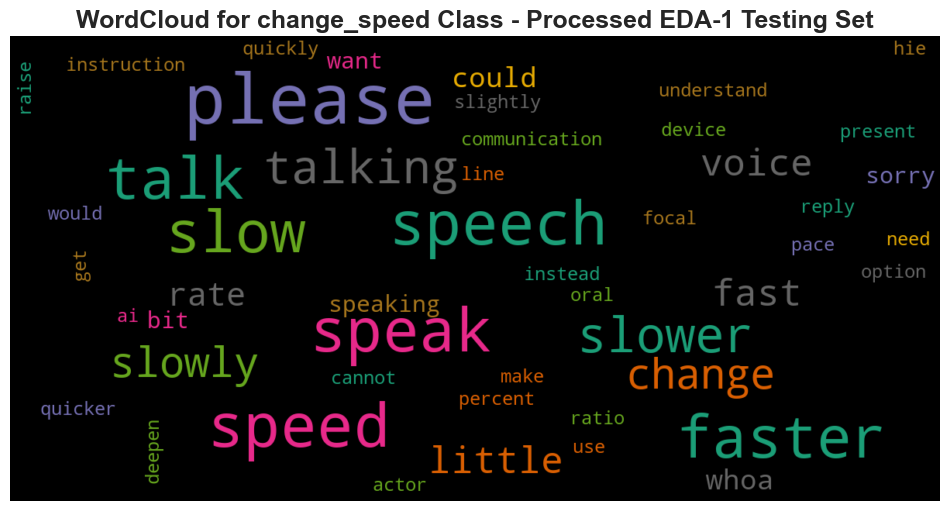 WordCloud for change_speed Class - Processed EDA-1 Testing Set
quickly
hie
want
instruction
raise
please
could
slightly
understand
communication
device
present
talk
talking
line
voice
sorry
would
slow
speech
focal
reply
pace
need
get
rate
instead
oral
option
fast
ai
bit
speaking
speak
slower
slowly
cannot
make
change
percent
quicker
speed
ratio
faster
deepen
little
use
actor
whoa